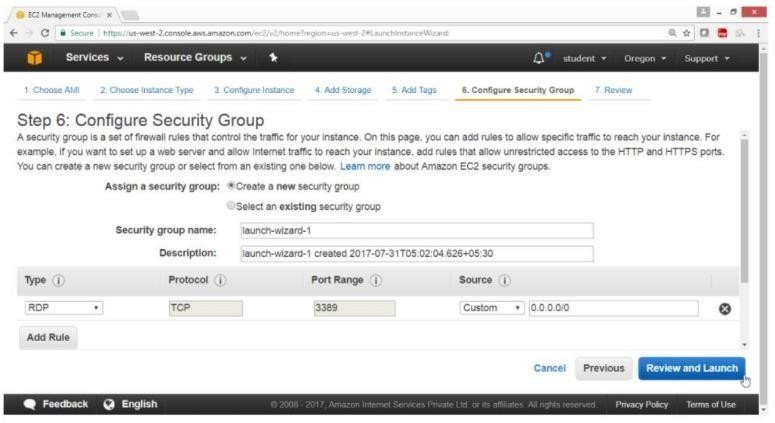 EC2 Management Conso
Secure | https://us-west-2.console.aws.amazon.com/ec2/v2/home?region=us-west-2#LaunchInstanceWizard:
Services Resource Groups student Oregon Support
1. Choose AMI 2. Choose Instance Type 3. Configure Instance 4. Add Storage 5. Add Tags 6. Configure Security Group 7. Review
Step 6: Configure Security Group
A security group is a set of firewall rules that control the traffic for your instance. On this page, you can add rules to allow specific traffic to reach your instance. For
example, if you want to set up a web server and allow Internet traffic to reach your instance, add rules that allow unrestricted access to the HTTP and HTTPS ports.
You can create a new security group or select from an existing one below. Learn more about Amazon EC2 security groups.
Assign a security group: Create a new security group
Select an existing security group
Security group name: launch-wizard-1
Description: launch-wizard-1 created 2017-07-31T05:02:04.626+05:30
Type Protocol Port Range Source
RDP TCP 3389 Custom 0.0.0.0/0
Add Rule
Cancel Previous Review and Launch
Feedback English © 2008 - 2017, Amazon Internet Services Private Ltd. or its affiliates. All rights reserved. Privacy Policy Terms of Use